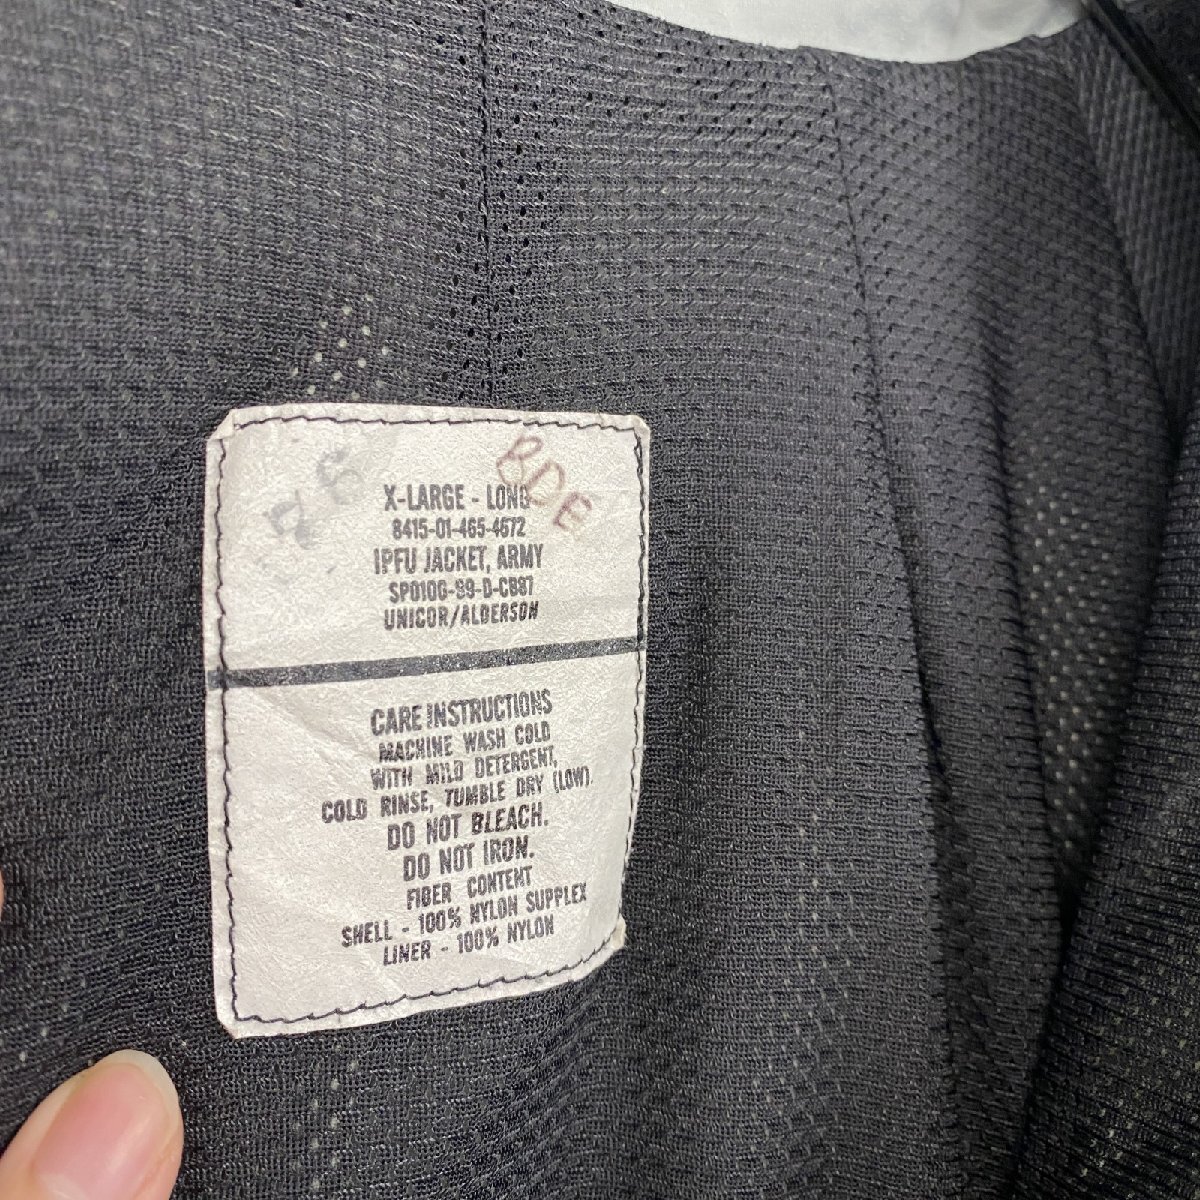 BDE
X-LARGE - LONG
8415-01-465-4672
IPFU JACKET, ARMY
SP0100-99-D-CB87
UNICOR/ALDERSON
CARE INSTRUCTIONS
MACHINE WASH COLD
WITH MILD DETERGENT,
COLD RINSE, TUMBLE DRY (LOW).
DO NOT BLEACH.
DO NOT IRON.
FIBER CONTENT
SHELL - 100% NYLON SUPPLEX
LINER - 100% NYLON